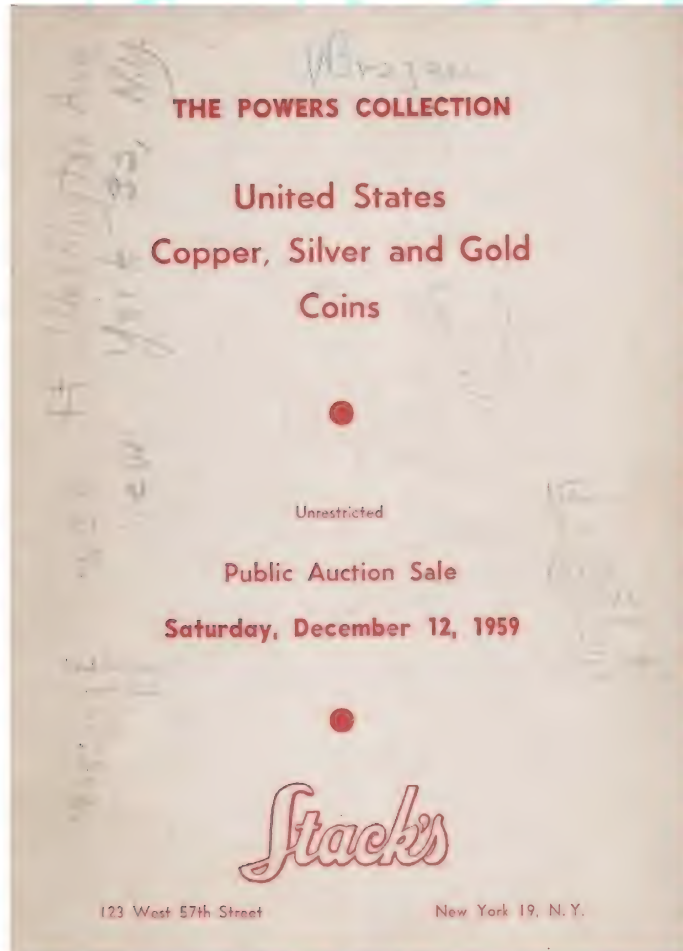 THE POWERS COLLECTION
United States
Copper, Silver and Gold
Coins
Unrestricted
Public Auction Sale
Saturday, December 12, 1959
Stack's
123 West 57th Street New York 19, N. Y.